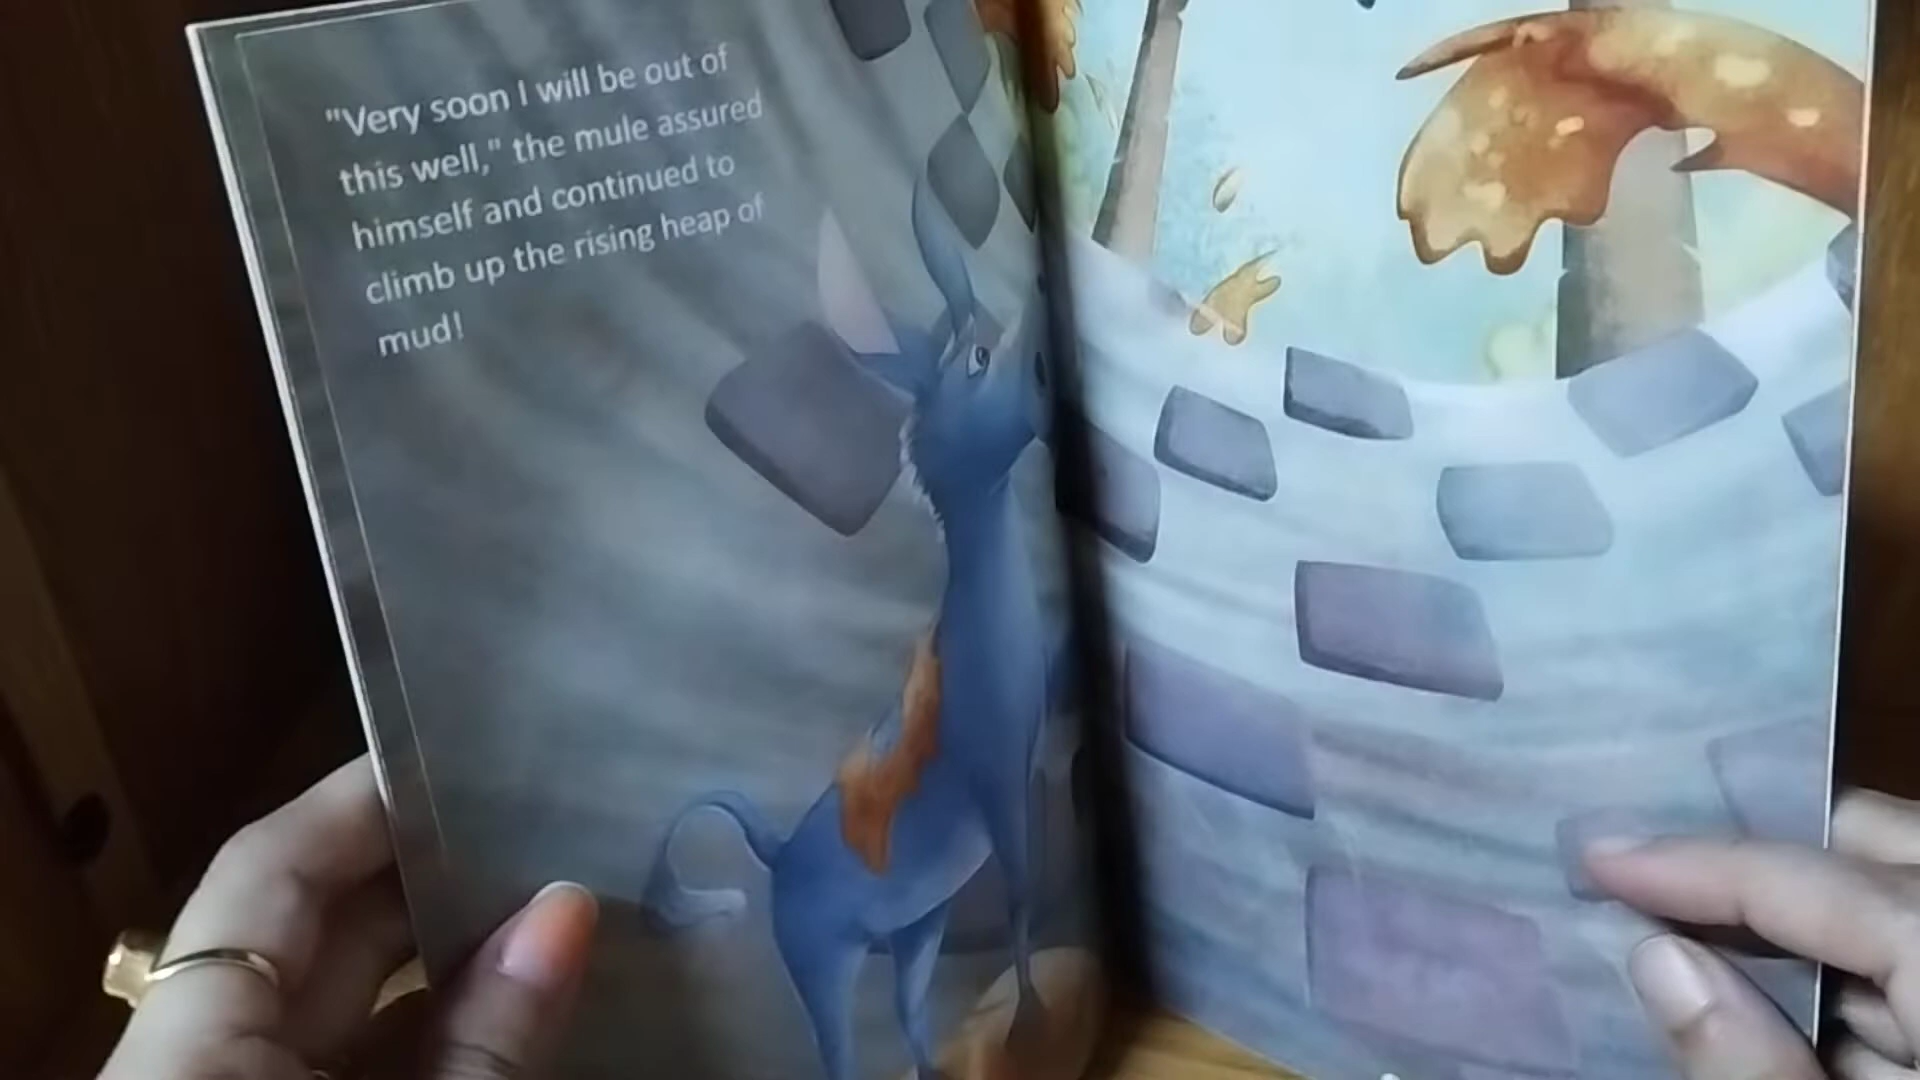 "Very soon I will be out of
this well," the mule assured
himself and continued to
climb up the rising heap of
mud!